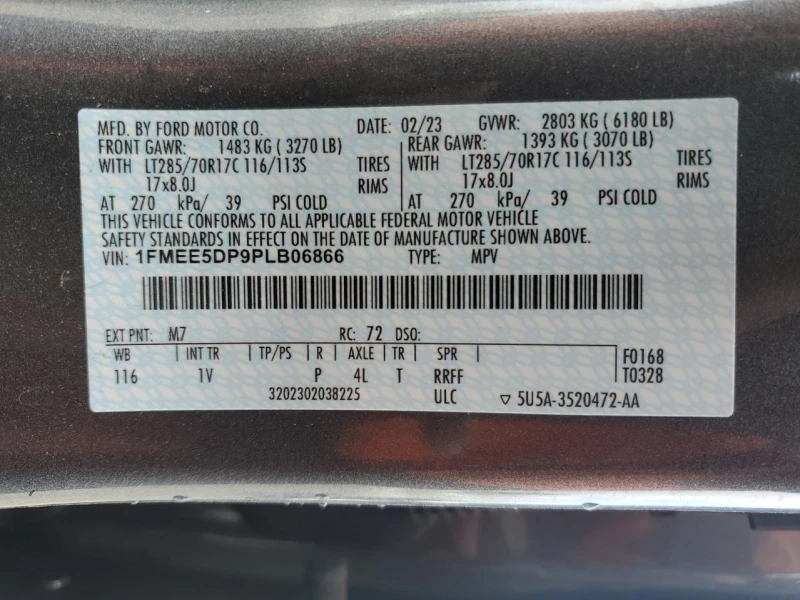 MFD. BY FORD MOTOR CO. DATE: 02/23 GVWR: 2803 KG ( 6180 LB)
FRONT GAWR: 1483 KG ( 3270 LB) REAR GAWR: 1393 KG ( 3070 LB)
WITH LT285/70R17C 116/113S TIRES WITH LT285/70R17C 116/113S TIRES
17x8.0J RIMS 17x8.0J RIMS
AT 270 kPa/ 39 PSI COLD AT 270 kPa/ 39 PSI COLD
THIS VEHICLE CONFORMS TO ALL APPLICABLE FEDERAL MOTOR VEHICLE
SAFETY STANDARDS IN EFFECT ON THE DATE OF MANUFACTURE SHOWN ABOVE.
VIN: 1FMEE5DP9PLB06866 TYPE: MPV
EXT PNT: M7 RC: 72 DSO:
WB INT TR TP/PS R AXLE TR SPR F0168
116 1V P 4L T RRFF T0328
3202302038225 ULC ▽ 5U5A-3520472-AA